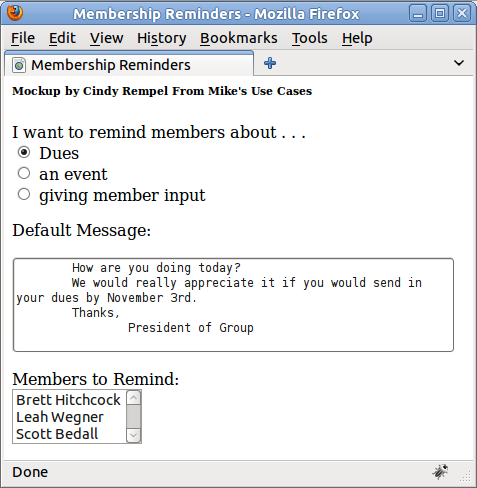 Membership Reminders - Mozilla Firefox
File Edit View History Bookmarks Tools Help
Membership Reminders
Mockup by Cindy Rempel From Mike's Use Cases
I want to remind members about . . .
Dues
an event
giving member input
Default Message:
How are you doing today?
We would really appreciate it if you would send in
your dues by November 3rd.
Thanks,
President of Group
Members to Remind:
Brett Hitchcock
Leah Wegner
Scott Bedall
Done